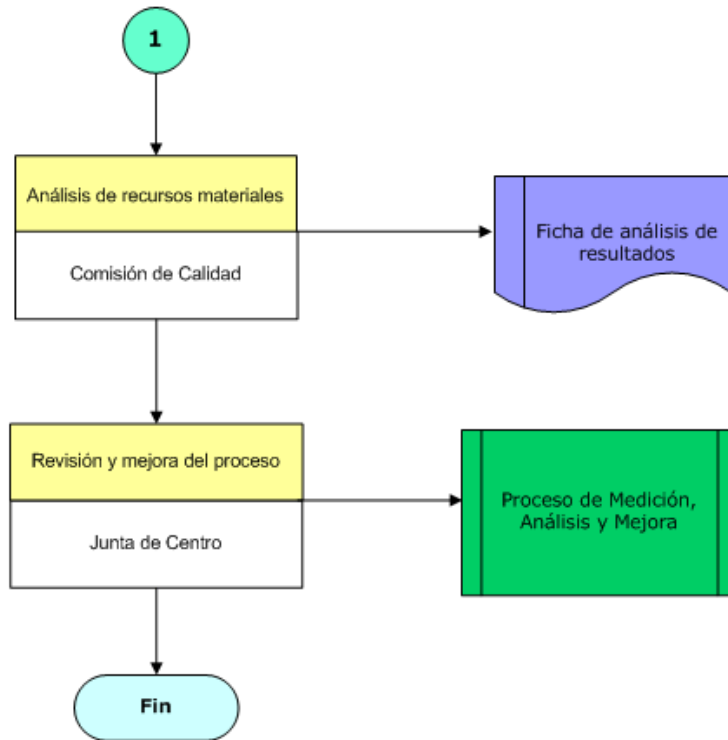 1
Análisis de recursos materiales
Comisión de Calidad
Ficha de análisis de
resultados
Revisión y mejora del proceso
Junta de Centro
Proceso de Medición,
Análisis y Mejora
Fin